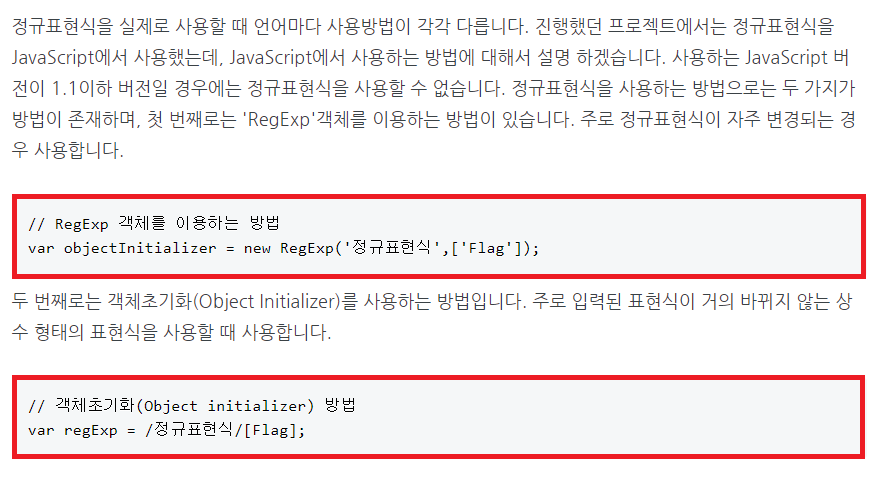 정규표현식을 실제로 사용할 때 언어마다 사용방법이 각각 다릅니다. 진행했던 프로젝트에서는 정규표현식을
JavaScript에서 사용했는데, JavaScript에서 사용하는 방법에 대해서 설명 하겠습니다. 사용하는 JavaScript 버
전이 1.1이하 버전일 경우에는 정규표현식을 사용할 수 없습니다. 정규표현식을 사용하는 방법으로는 두 가지가
방법이 존재하며, 첫 번째로는 'RegExp'객체를 이용하는 방법이 있습니다. 주로 정규표현식이 자주 변경되는 경
우 사용합니다.
// RegExp 객체를 이용하는 방법
var objectInitializer = new RegExp('정규표현식',['Flag']);
두 번째로는 객체초기화(Object Initializer)를 사용하는 방법입니다. 주로 입력된 표현식이 거의 바뀌지 않는 상
수 형태의 표현식을 사용할 때 사용합니다.
// 객체초기화(Object initializer) 방법
var regExp = /정규표현식/[Flag];